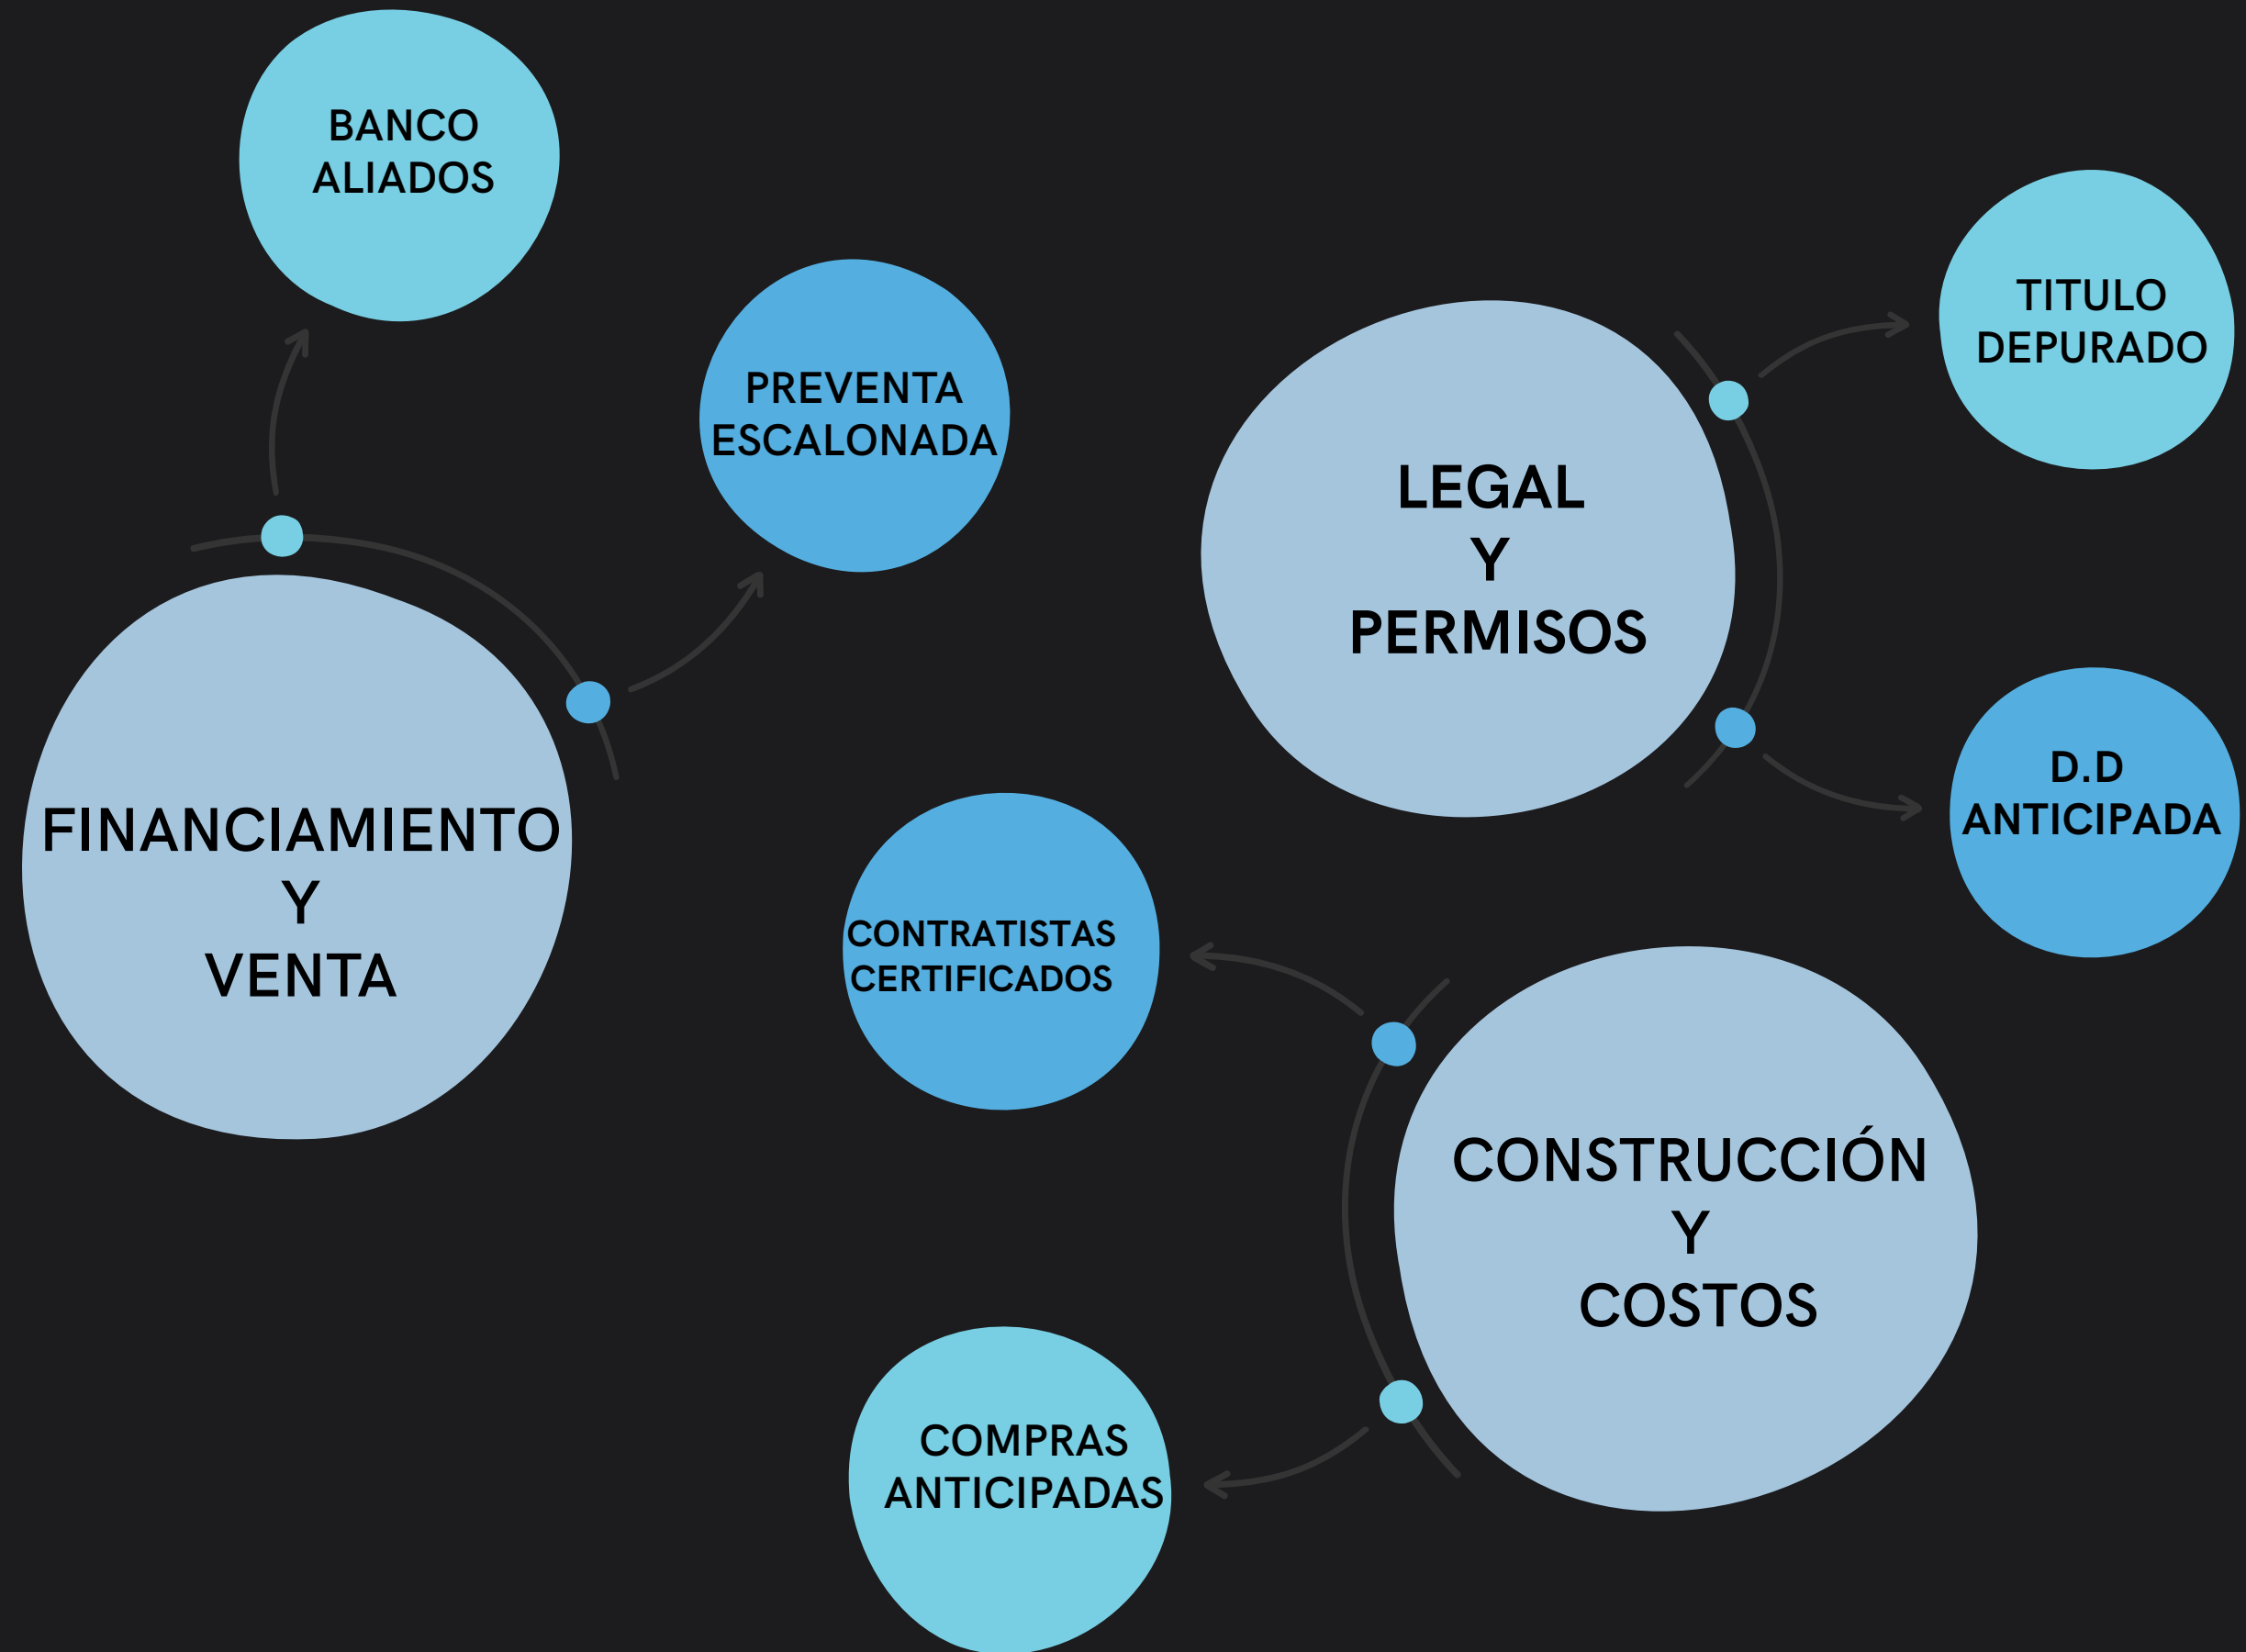 BANCO
ALIADOS
PREVENTA
ESCALONADA
FINANCIAMIENTO
Y
VENTA
LEGAL
Y
PERMISOS
TITULO
DEPURADO
D.D
ANTICIPADA
CONTRATISTAS
CERTIFICADOS
CONSTRUCCIÓN
Y
COSTOS
COMPRAS
ANTICIPADAS